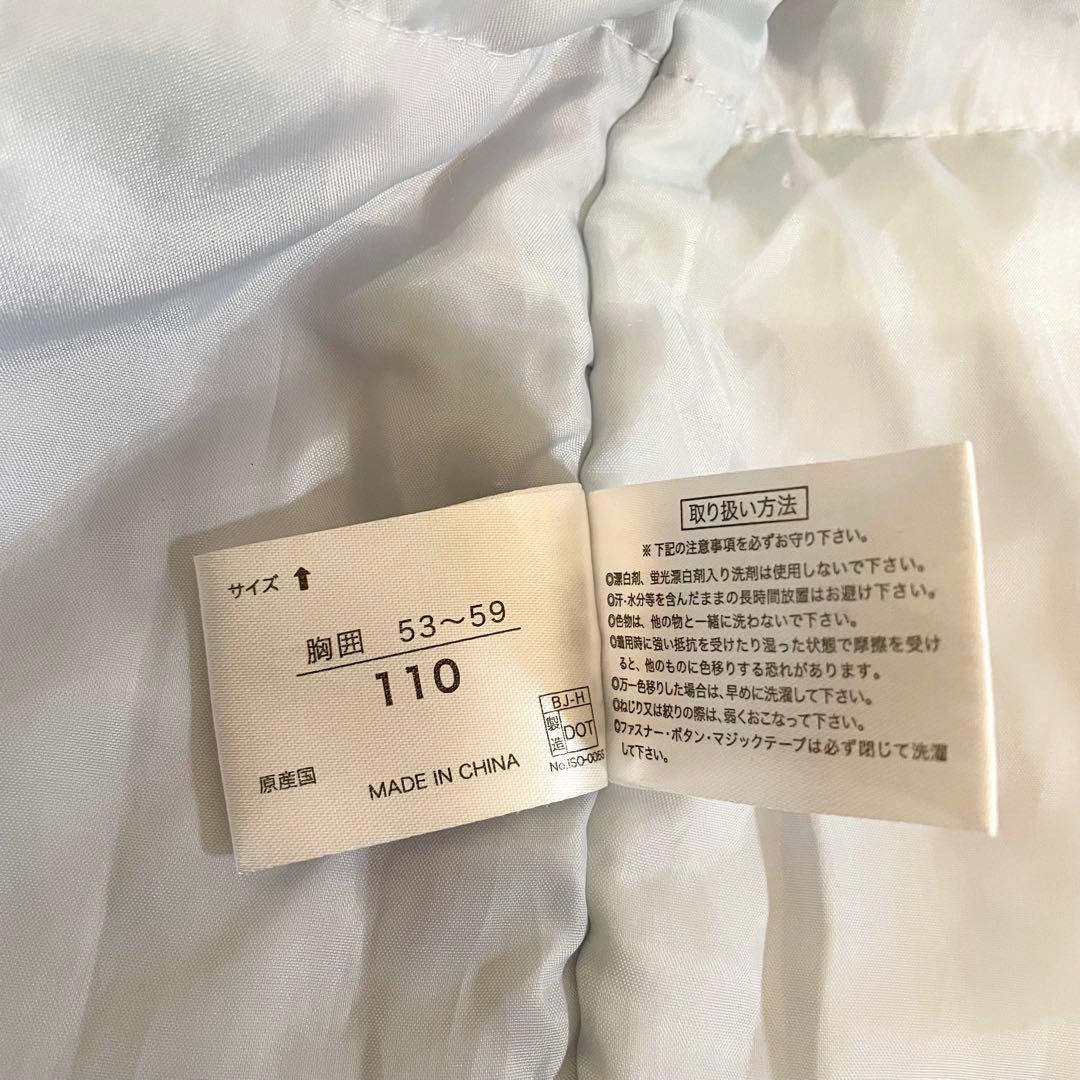 サイズ ⬆
胸囲 53～59
110
BJ-H
製造 DOT
原産国 MADE IN CHINA
取り扱い方法
※下記の注意事項を必ずお守り下さい。
◎漂白剤、蛍光漂白剤入り洗剤は使用しないで下さい。
◎汗・水分等を含んだままの長時間放置はお避け下さい。
◎色物は、他の物と一緒に洗わないで下さい。
◎着用時に強い抵抗を受けたり湿った状態で摩擦を受け
ると、他のものに色移りする恐れがあります。
◎万一色移りした場合は、早めに洗濯して下さい。
◎ねじり又は絞りの際は、弱くおこなって下さい。
◎ファスナー・ボタン・マジックテープは必ず閉じて洗濯
して下さい。